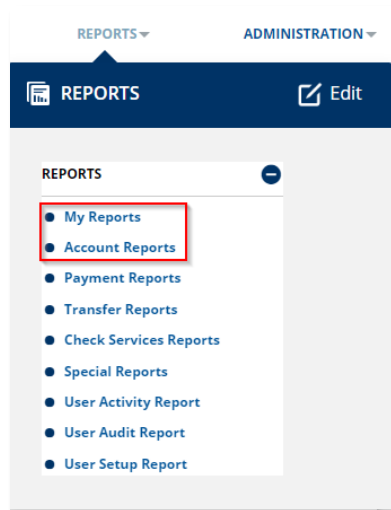 REPORTS ADMINISTRATION
REPORTS Edit
REPORTS
My Reports
Account Reports
Payment Reports
Transfer Reports
Check Services Reports
Special Reports
User Activity Report
User Audit Report
User Setup Report